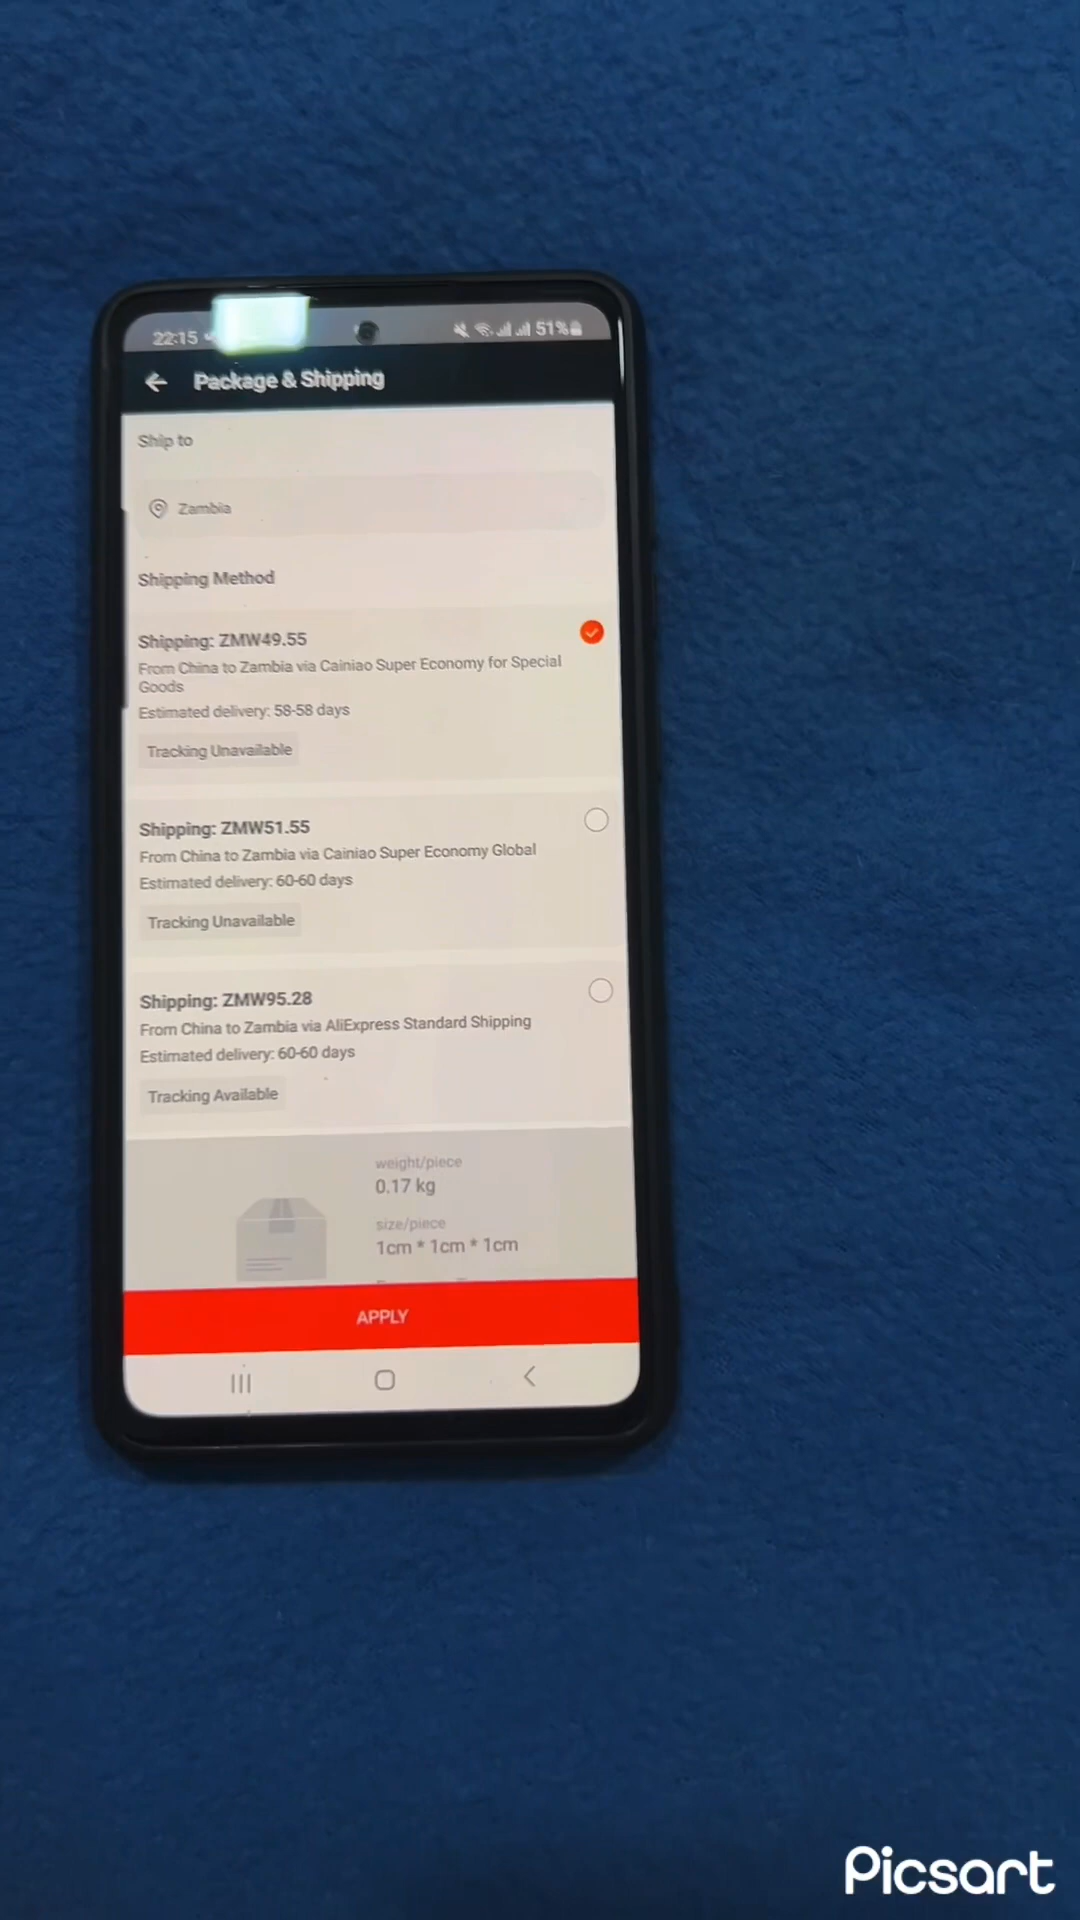 22:15
51%
Package & Shipping
Ship to
Zambia
Shipping Method
Shipping: ZMW49.55
From China to Zambia via Cainiao Super Economy for Special
Goods
Estimated delivery: 58-58 days
Tracking Unavailable
Shipping: ZMW51.55
From China to Zambia via Cainiao Super Economy Global
Estimated delivery: 60-60 days
Tracking Unavailable
Shipping: ZMW95.28
From China to Zambia via AliExpress Standard Shipping
Estimated delivery: 60-60 days
Tracking Available
weight/piece
0.17 kg
size/piece
1cm * 1cm * 1cm
APPLY
Picsart